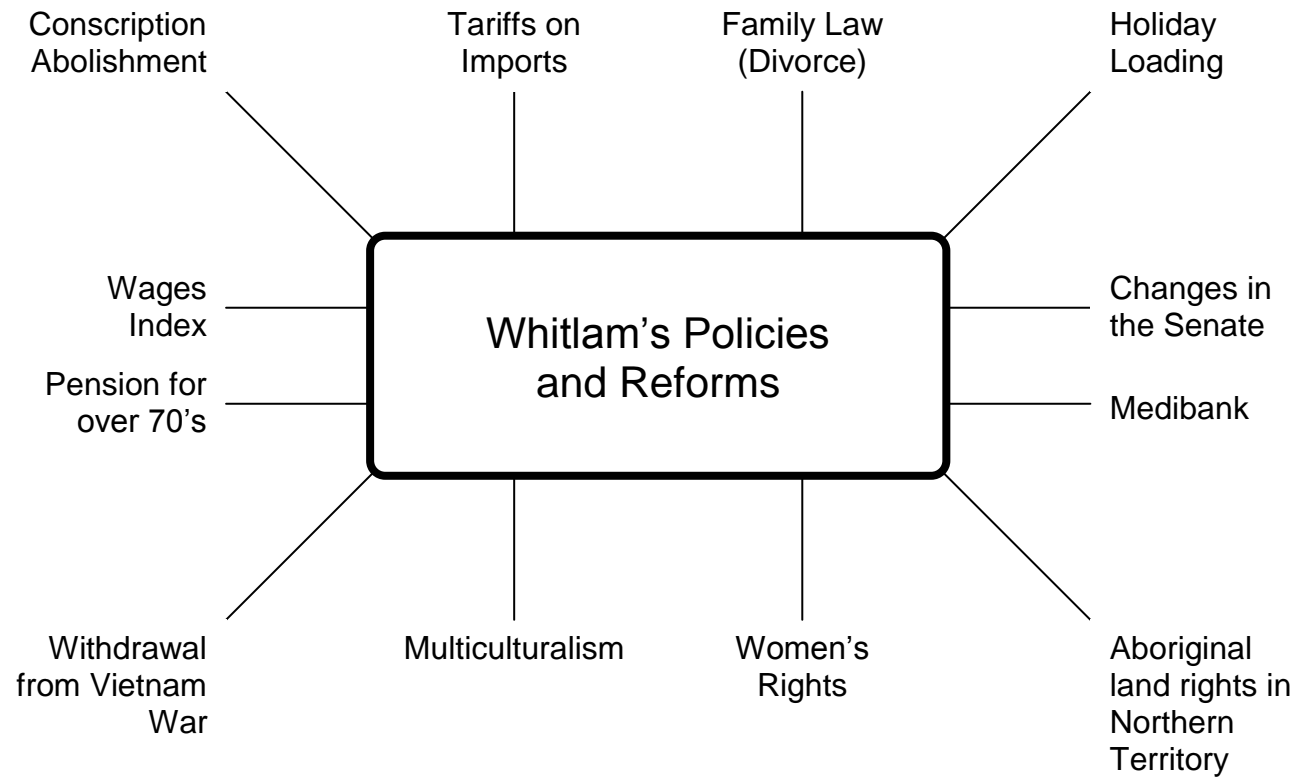 Conscription
Abolishment
Tariffs on
Imports
Family Law
(Divorce)
Holiday
Loading
Wages
Index
Whitlam’s Policies
and Reforms
Changes in
the Senate
Pension for
over 70’s
Medibank
Withdrawal
from Vietnam
War
Multiculturalism
Women’s
Rights
Aboriginal
land rights in
Northern
Territory